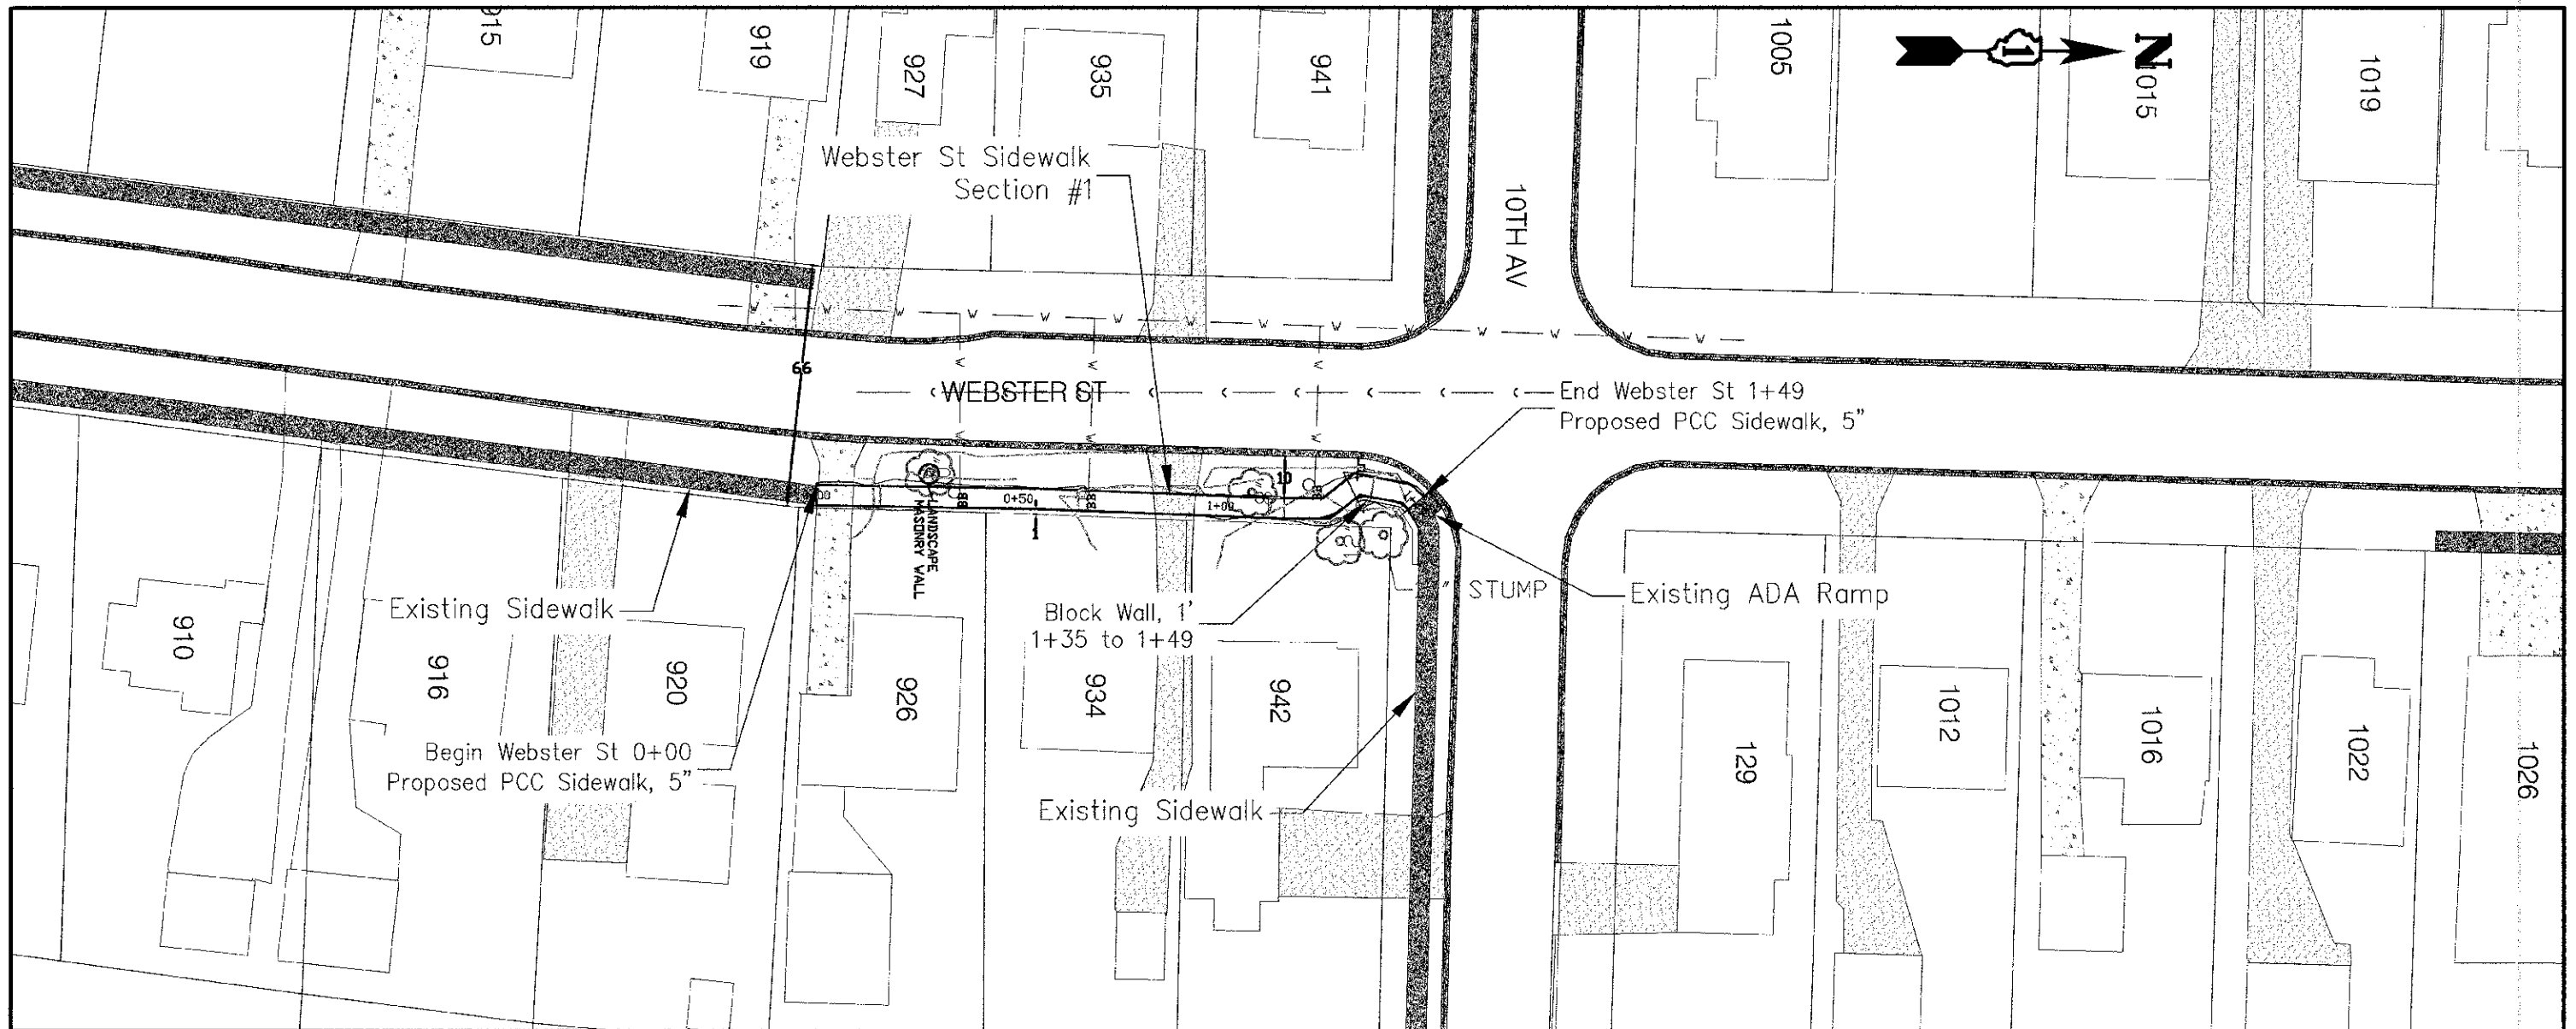 915
919
927
935
941
1005
1
N
1015
1019
Webster St Sidewalk
Section #1
10TH AV
66
WEBSTER ST
End Webster St 1+49
Proposed PCC Sidewalk, 5"
10
0+50
1+00
1
LANDSCAPE
MASONRY WALL
Existing Sidewalk
Block Wall, 1'
1+35 to 1+49
" STUMP
Existing ADA Ramp
910
916
920
926
934
942
129
1012
1016
1022
1026
Begin Webster St 0+00
Proposed PCC Sidewalk, 5"
Existing Sidewalk
W W W W W W W W W W W W W